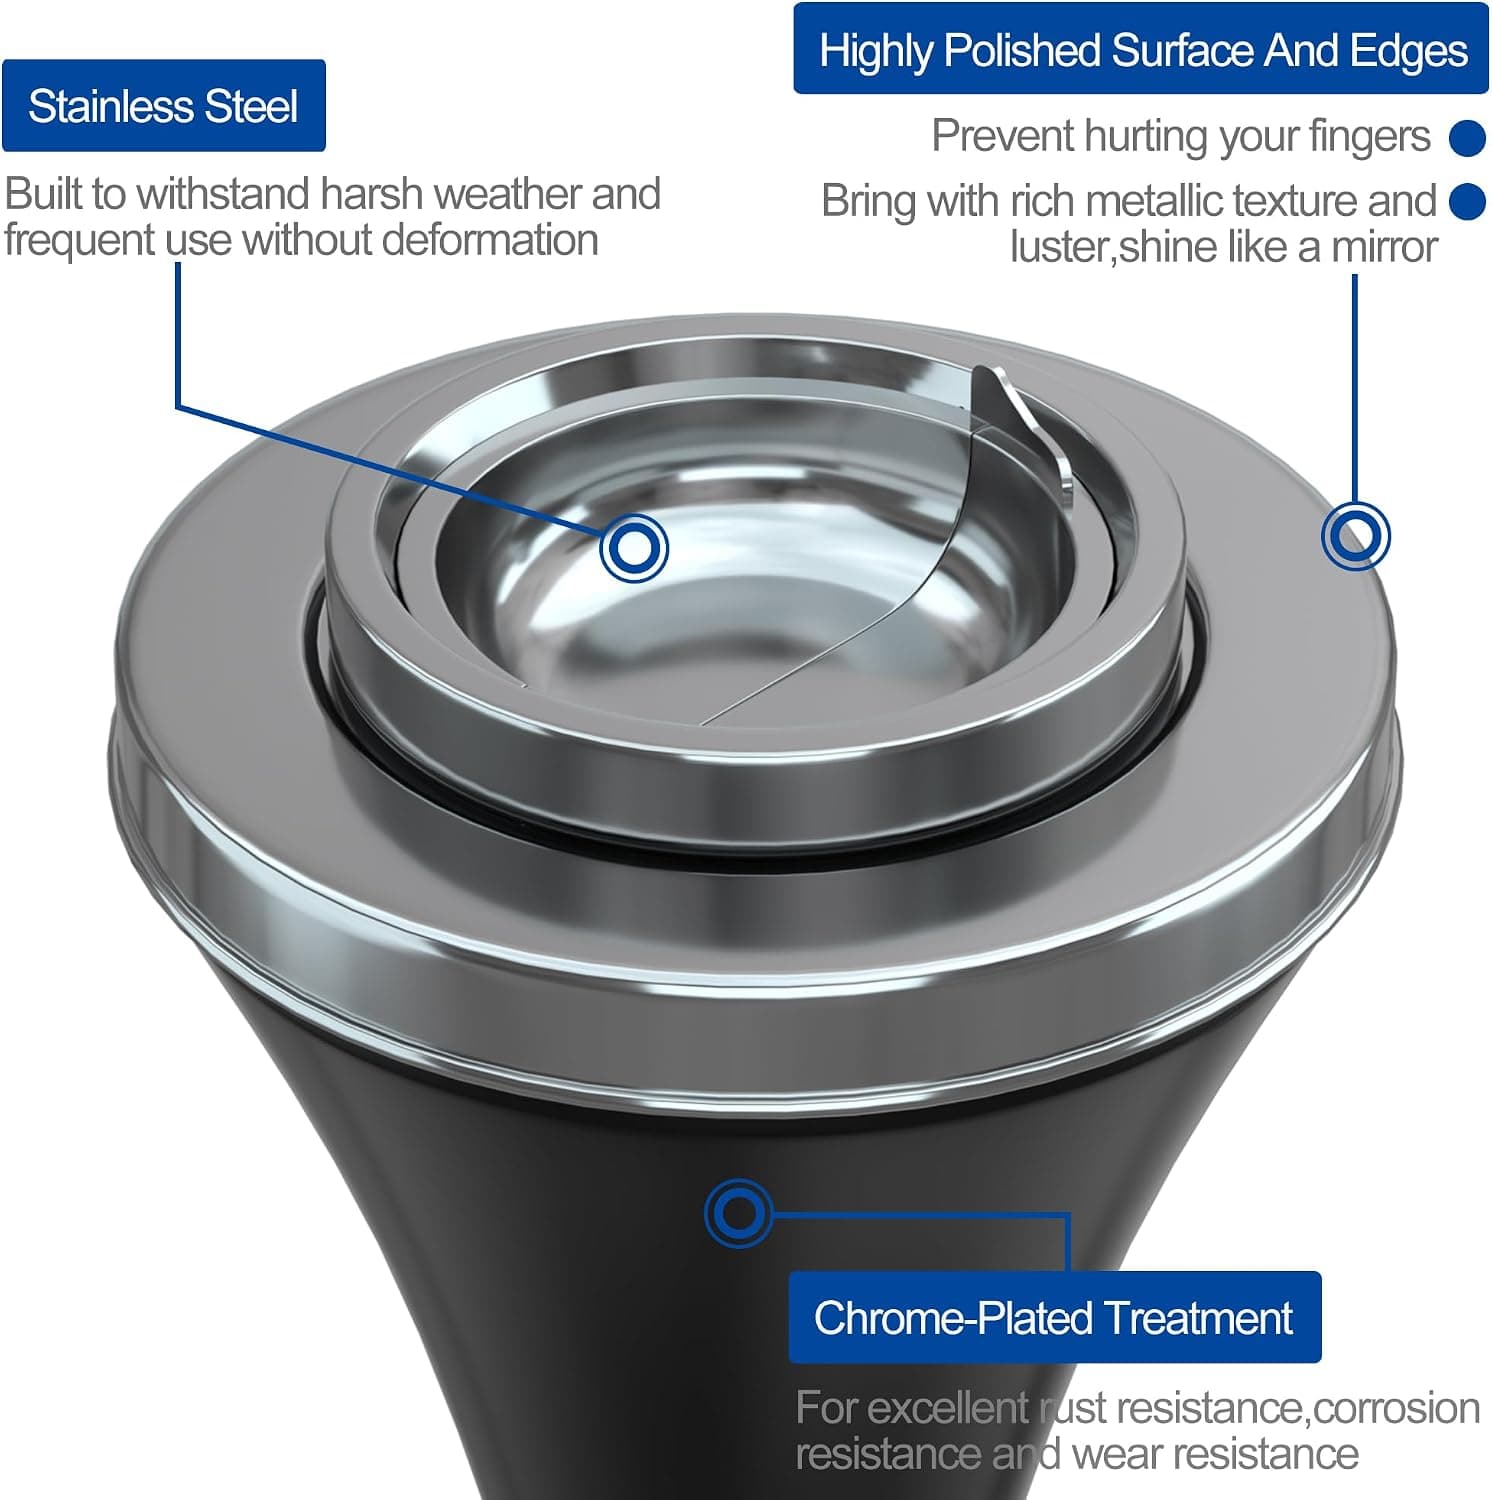 Stainless Steel
Built to withstand harsh weather and
frequent use without deformation
Highly Polished Surface And Edges
Prevent hurting your fingers
Bring with rich metallic texture and
luster,shine like a mirror
Chrome-Plated Treatment
For excellent rust resistance,corrosion
resistance and wear resistance